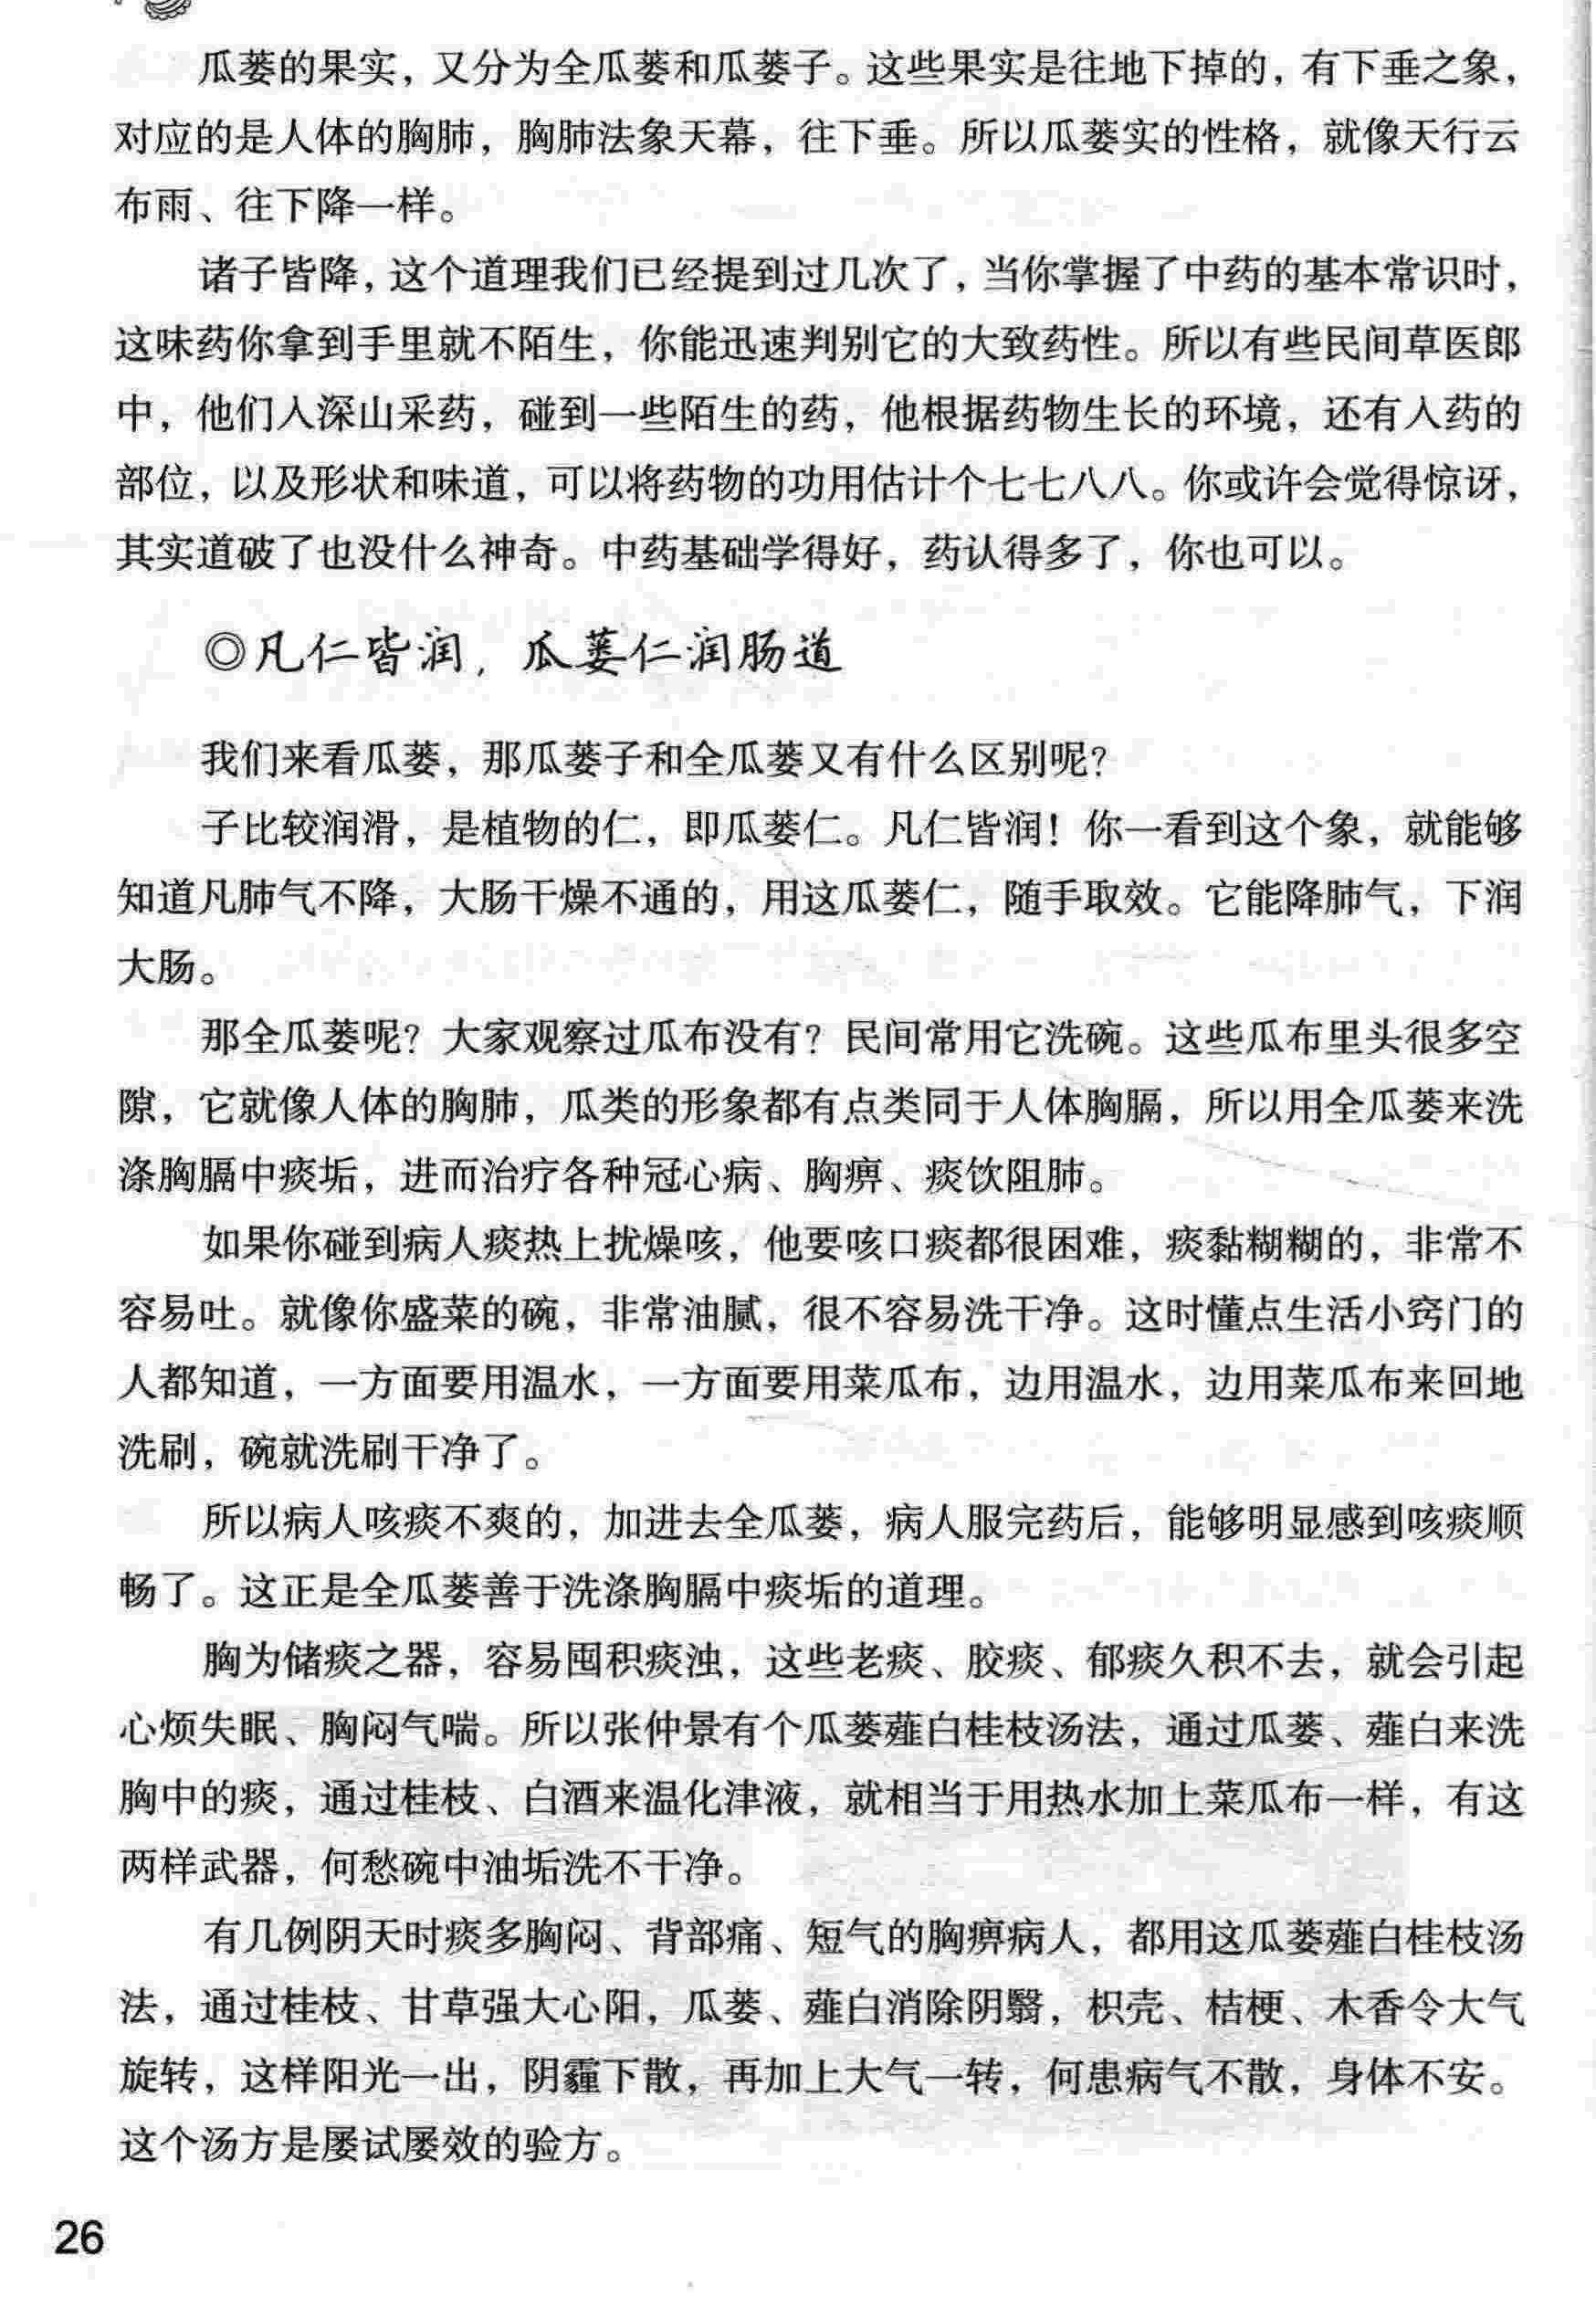 瓜蒌的果实，又分为全瓜蒌和瓜蒌子。这些果实是往地下掉的，有下垂之象，
对应的是人体的胸肺，胸肺法象天幕，往下垂。所以瓜蒌实的性格，就像天行云
布雨、往下降一样。
诸子皆降，这个道理我们已经提到过几次了，当你掌握了中药的基本常识时，
这味药你拿到手里就不陌生，你能迅速判别它的大致药性。所以有些民间草医郎
中，他们入深山采药，碰到一些陌生的药，他根据药物生长的环境，还有入药的
部位，以及形状和味道，可以将药物的功用估计个七七八八。你或许会觉得惊讶，
其实道破了也没什么神奇。中药基础学得好，药认得多了，你也可以。
◎凡仁皆润，瓜蒌仁润肠道
我们来看瓜蒌，那瓜蒌子和全瓜蒌又有什么区别呢？
子比较润滑，是植物的仁，即瓜蒌仁。凡仁皆润！你一看到这个象，就能够
知道凡肺气不降，大肠干燥不通的，用这瓜蒌仁，随手取效。它能降肺气，下润
大肠。
那全瓜蒌呢？大家观察过瓜布没有？民间常用它洗碗。这些瓜布里头很多空
隙，它就像人体的胸肺，瓜类的形象都有点类同于人体胸膈，所以用全瓜蒌来洗
涤胸膈中痰垢，进而治疗各种冠心病、胸痹、痰饮阻肺。
如果你碰到病人痰热上扰燥咳，他要咳口痰都很困难，痰黏糊糊的，非常不
容易吐。就像你盛菜的碗，非常油腻，很不容易洗干净。这时懂点生活小窍门的
人都知道，一方面要用温水，一方面要用菜瓜布，边用温水，边用菜瓜布来回地
洗刷，碗就洗刷干净了。
所以病人咳痰不爽的，加进去全瓜蒌，病人服完药后，能够明显感到咳痰顺
畅了。这正是全瓜蒌善于洗涤胸膈中痰垢的道理。
胸为储痰之器，容易囤积痰浊，这些老痰、胶痰、郁痰久积不去，就会引起
心烦失眠、胸闷气喘。所以张仲景有个瓜蒌薤白桂枝汤法，通过瓜蒌、薤白来洗
胸中的痰，通过桂枝、白酒来温化津液，就相当于用热水加上菜瓜布一样，有这
两样武器，何愁碗中油垢洗不干净。
有几例阴天时痰多胸闷、背部痛、短气的胸痹病人，都用这瓜蒌薤白桂枝汤
法，通过桂枝、甘草强大心阳，瓜蒌、薤白消除阴翳，枳壳、桔梗、木香令大气
旋转，这样阳光一出，阴霾下散，再加上大气一转，何患病气不散，身体不安。
这个汤方是屡试屡效的验方。
26